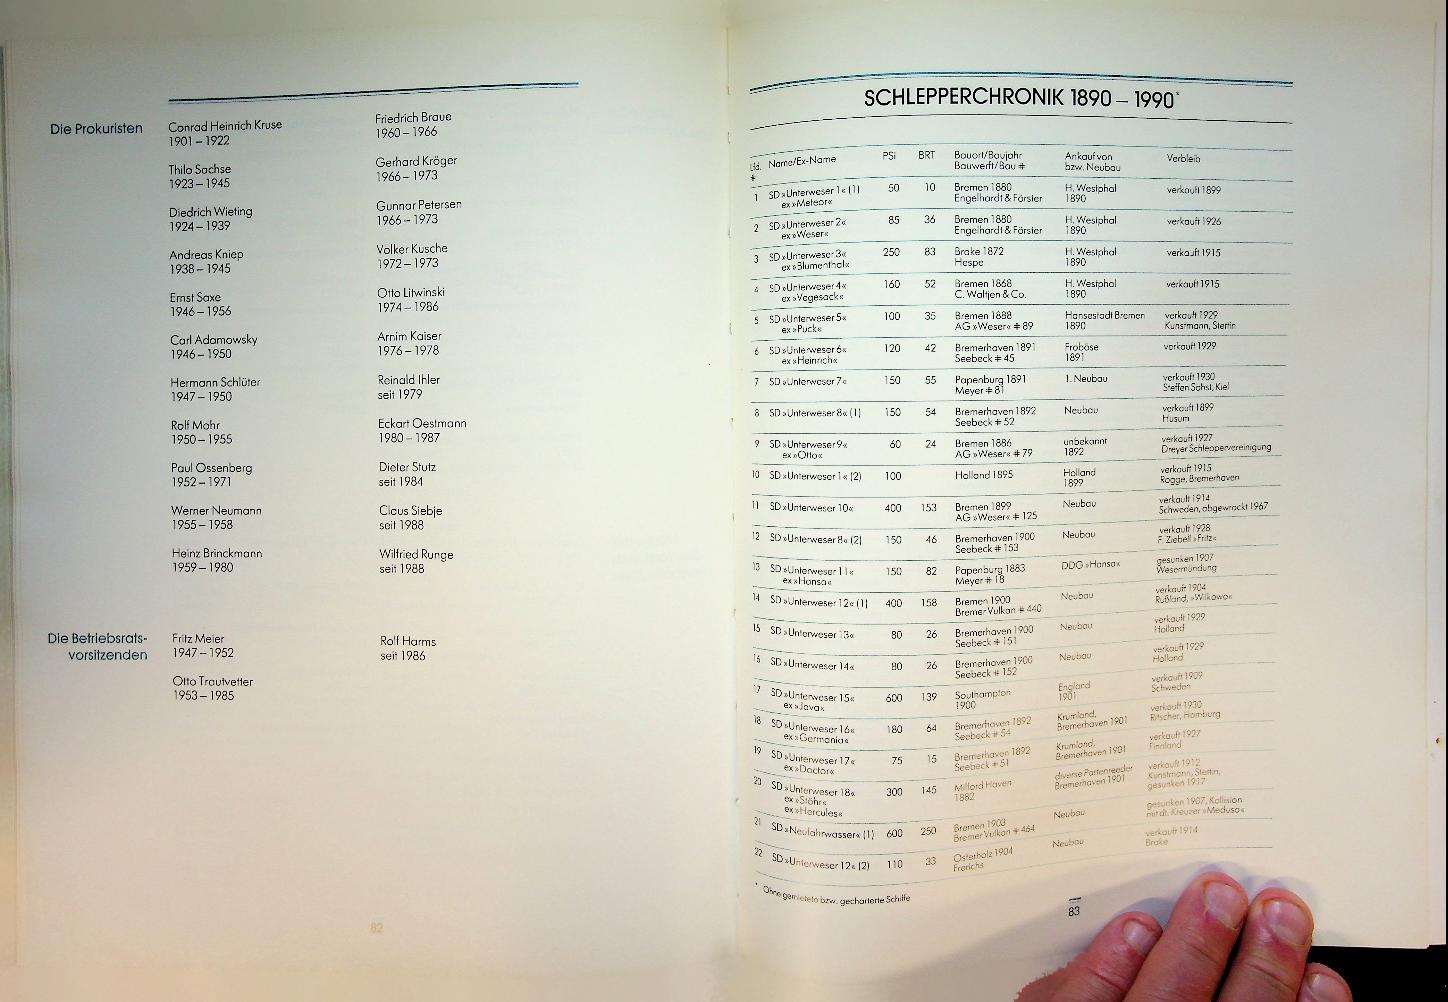 Die Prokuristen
Conrad Heinrich Kruse
1901 – 1922
Thilo Sachse
1923 – 1945
Diedrich Wieting
1924 – 1939
Andreas Kniep
1938 – 1945
Ernst Saxe
1946 – 1956
Carl Adamowsky
1946 – 1950
Hermann Schlüter
1947 – 1950
Rolf Mohr
1950 – 1955
Paul Ossenberg
1952 – 1971
Werner Neumann
1955 – 1958
Heinz Brinckmann
1959 – 1980
Friedrich Braue
1960 – 1966
Gerhard Kröger
1966 – 1973
Gunnar Petersen
1966 – 1973
Volker Kusche
1972 – 1973
Otto Litwinski
1974 – 1986
Arnim Kaiser
1976 – 1978
Reinald Ihler
seit 1979
Eckart Oestmann
1980 – 1987
Dieter Stutz
seit 1984
Claus Siebje
seit 1988
Wilfried Runge
seit 1988
Die Betriebsrats-
vorsitzenden
Fritz Meier
1947 – 1952
Otto Trautvetter
1953 – 1985
Rolf Harms
seit 1986
82
SCHLEPPERCHRONIK 1890 – 1990*
Lfd. # Name/Ex-Name PSi BRT Bauort/Baujahr Ankauf von Verbleib
Bauwerft/Bau # bzw. Neubau
1 SD »Unterweser 1« (1) 50 10 Bremen 1880 H. Westphal verkauft 1899
ex »Meteor« Engelhardt & Förster 1890
2 SD »Unterweser 2« 85 36 Bremen 1880 H. Westphal verkauft 1926
ex »Weser« Engelhardt & Förster 1890
3 SD »Unterweser 3« 250 83 Brake 1872 H. Westphal verkauft 1915
ex »Blumenthal« Hespe 1890
4 SD »Unterweser 4« 160 52 Bremen 1868 H. Westphal verkauft 1915
ex »Vegesack« C. Waltjen & Co. 1890
5 SD »Unterweser 5« 100 35 Bremen 1888 Hansestadt Bremen verkauft 1929
ex »Puck« AG »Weser« # 89 1890 Kunstmann, Stettin
6 SD »Unterweser 6« 120 42 Bremerhaven 1891 Froböse verkauft 1929
ex »Heinrich« Seebeck # 45 1891
7 SD »Unterweser 7« 150 55 Papenburg 1891 1. Neubau verkauft 1930
Meyer # 81 Steffen Sohst, Kiel
8 SD »Unterweser 8« (1) 150 54 Bremerhaven 1892 Neubau verkauft 1899
Seebeck # 52 Husum
9 SD »Unterweser 9« 60 24 Bremen 1886 unbekannt verkauft 1927
ex »Otto« AG »Weser« # 79 1892 Dreyer Schleppervereinigung
10 SD »Unterweser 1« (2) 100 Holland 1895 Holland verkauft 1915
1899 Rogge, Bremerhaven
11 SD »Unterweser 10« 400 153 Bremen 1899 Neubau verkauft 1914
AG »Weser« # 125 Schweden, abgewrackt 1967
12 SD »Unterweser 8« (2) 150 46 Bremerhaven 1900 Neubau verkauft 1928
Seebeck # 153 F. Ziebell »Fritz«
13 SD »Unterweser 11« 150 82 Papenburg 1883 DDG »Hansa« gesunken 1907
ex »Hansa« Meyer # 18 Wesermündung
14 SD »Unterweser 12« (1) 400 158 Bremen 1900 Neubau verkauft 1904
Bremer Vulkan # 440 Rußland, »Wilkowo«
15 SD »Unterweser 13« 80 26 Bremerhaven 1900 Neubau verkauft 1929
Seebeck # 151 Holland
16 SD »Unterweser 14« 80 26 Bremerhaven 1900 Neubau verkauft 1929
Seebeck # 152 Holland
17 SD »Unterweser 15« 600 139 Southampton England verkauft 1909
ex »Java« 1900 1901 Schweden
18 SD »Unterweser 16« 180 64 Bremerhaven 1892 Krumland, verkauft 1930
ex »Germania« Seebeck # 54 Bremerhaven 1901 Ritscher, Hamburg
19 SD »Unterweser 17« 75 15 Bremerhaven 1892 Krumland, verkauft 1927
ex »Doctor« Seebeck # 51 Bremerhaven 1901 Finnland
20 SD »Unterweser 18« 300 145 Milford Haven diverse Partenreeder verkauft 1912
ex »Stöhr« 1882 Bremerhaven 1901 Kunstmann, Stettin,
ex »Hercules« gesunken 1917
21 SD »Neufahrwasser« (1) 600 250 Bremen 1903 Neubau gesunken 1907, Kollision
Bremer Vulkan # 464 mit dt. Kreuzer »Medusa«
22 SD »Unterweser 12« (2) 110 33 Osterholz 1904 Neubau verkauft 1914
Frerichs Brake
* Ohne gemietete bzw. gecharterte Schiffe
83